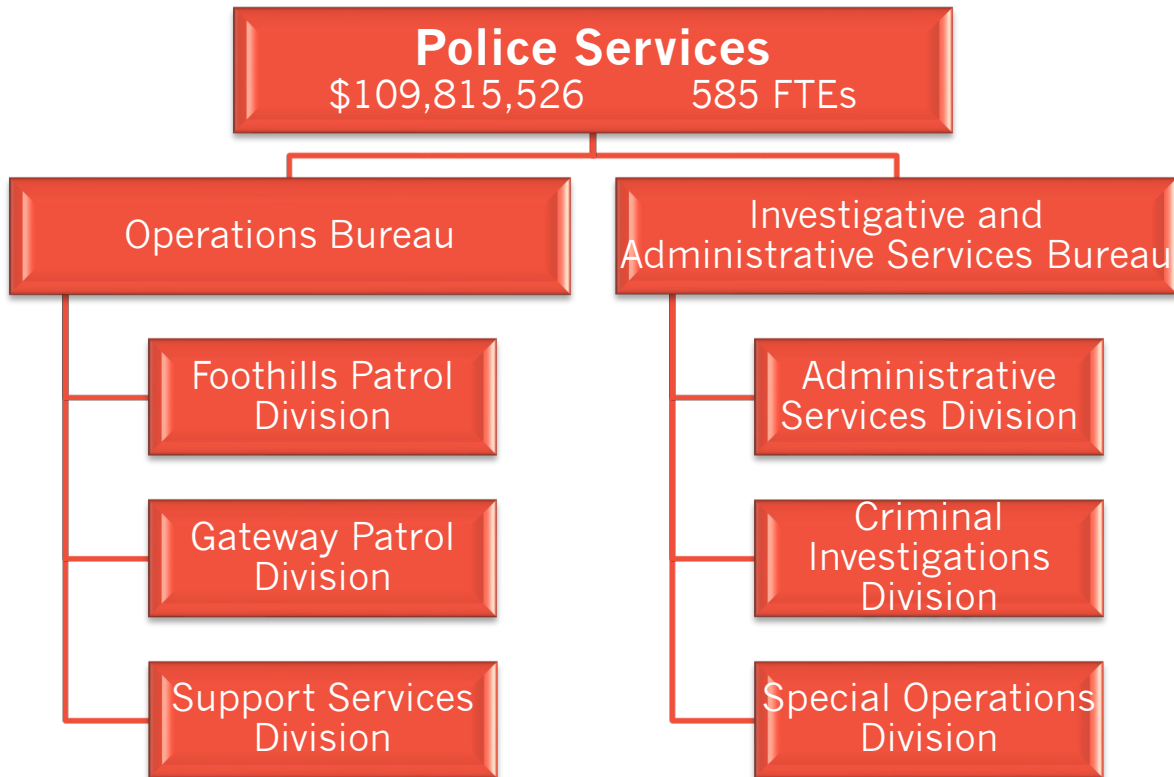 Police Services
$109,815,526 585 FTEs
Operations Bureau
Investigative and
Administrative Services Bureau
Foothills Patrol
Division
Gateway Patrol
Division
Support Services
Division
Administrative
Services Division
Criminal
Investigations
Division
Special Operations
Division